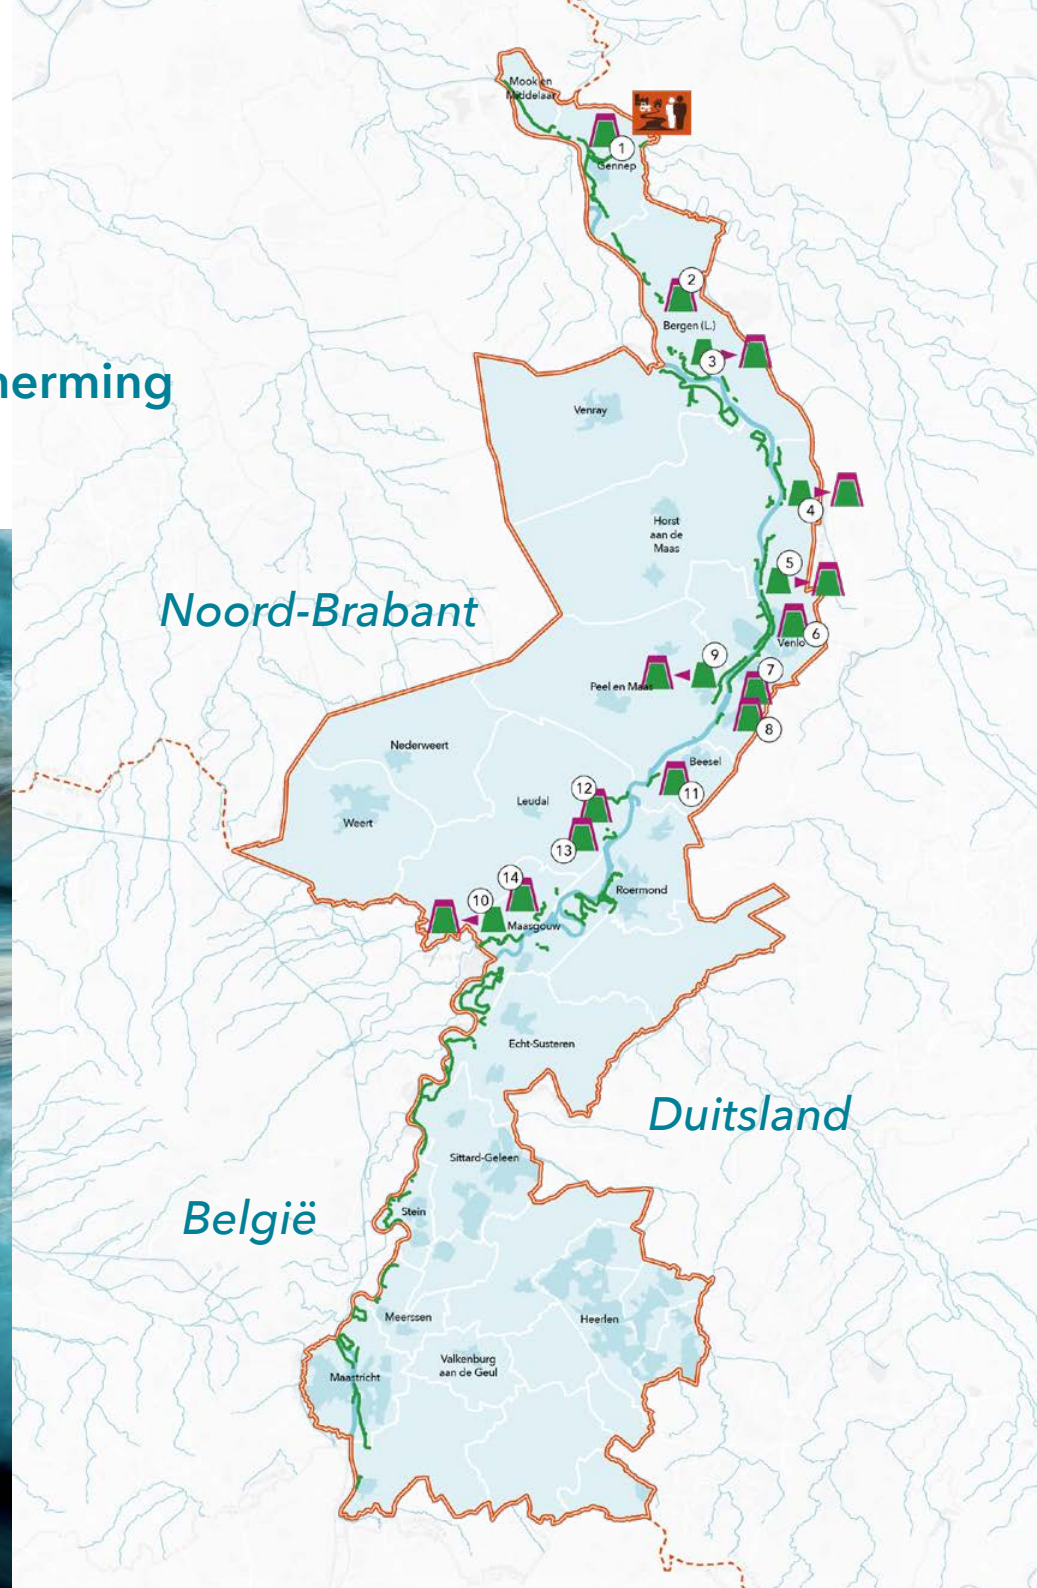 Mook en
Middelaar
1
Gennep
2
Bergen (L.)
3
herming
Venray
4
Horst
aan de
Maas
5
Noord-Brabant
6
Venlo
9
7
Peel en Maas
8
Nederweert
Beesel
12
11
Leudal
Weert
13
14
Roermond
10
Maasgouw
Echt-Susteren
Duitsland
Sittard-Geleen
België
Stein
Meerssen
Heerlen
Valkenburg
aan de Geul
Maastricht